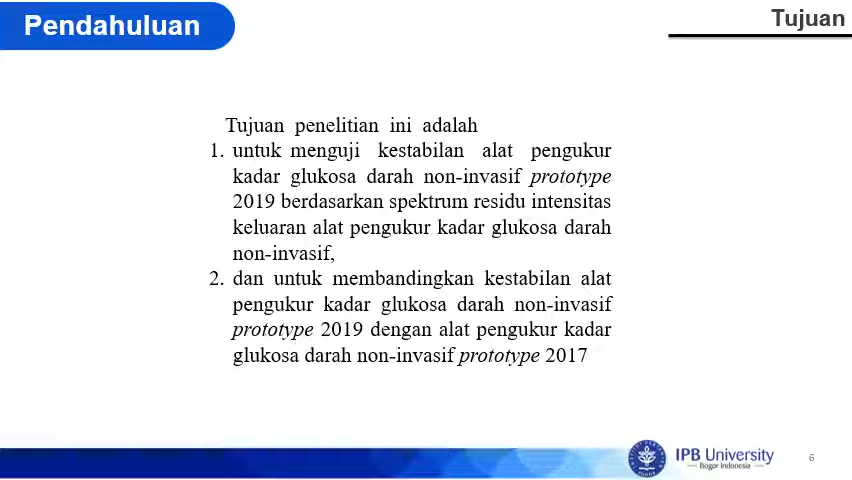 Pendahuluan
Tujuan
Tujuan penelitian ini adalah
1. untuk menguji kestabilan alat pengukur
kadar glukosa darah non-invasif prototype
2019 berdasarkan spektrum residu intensitas
keluaran alat pengukur kadar glukosa darah
non-invasif,
2. dan untuk membandingkan kestabilan alat
pengukur kadar glukosa darah non-invasif
prototype 2019 dengan alat pengukur kadar
glukosa darah non-invasif prototype 2017
IPB University
Bogor Indonesia
6